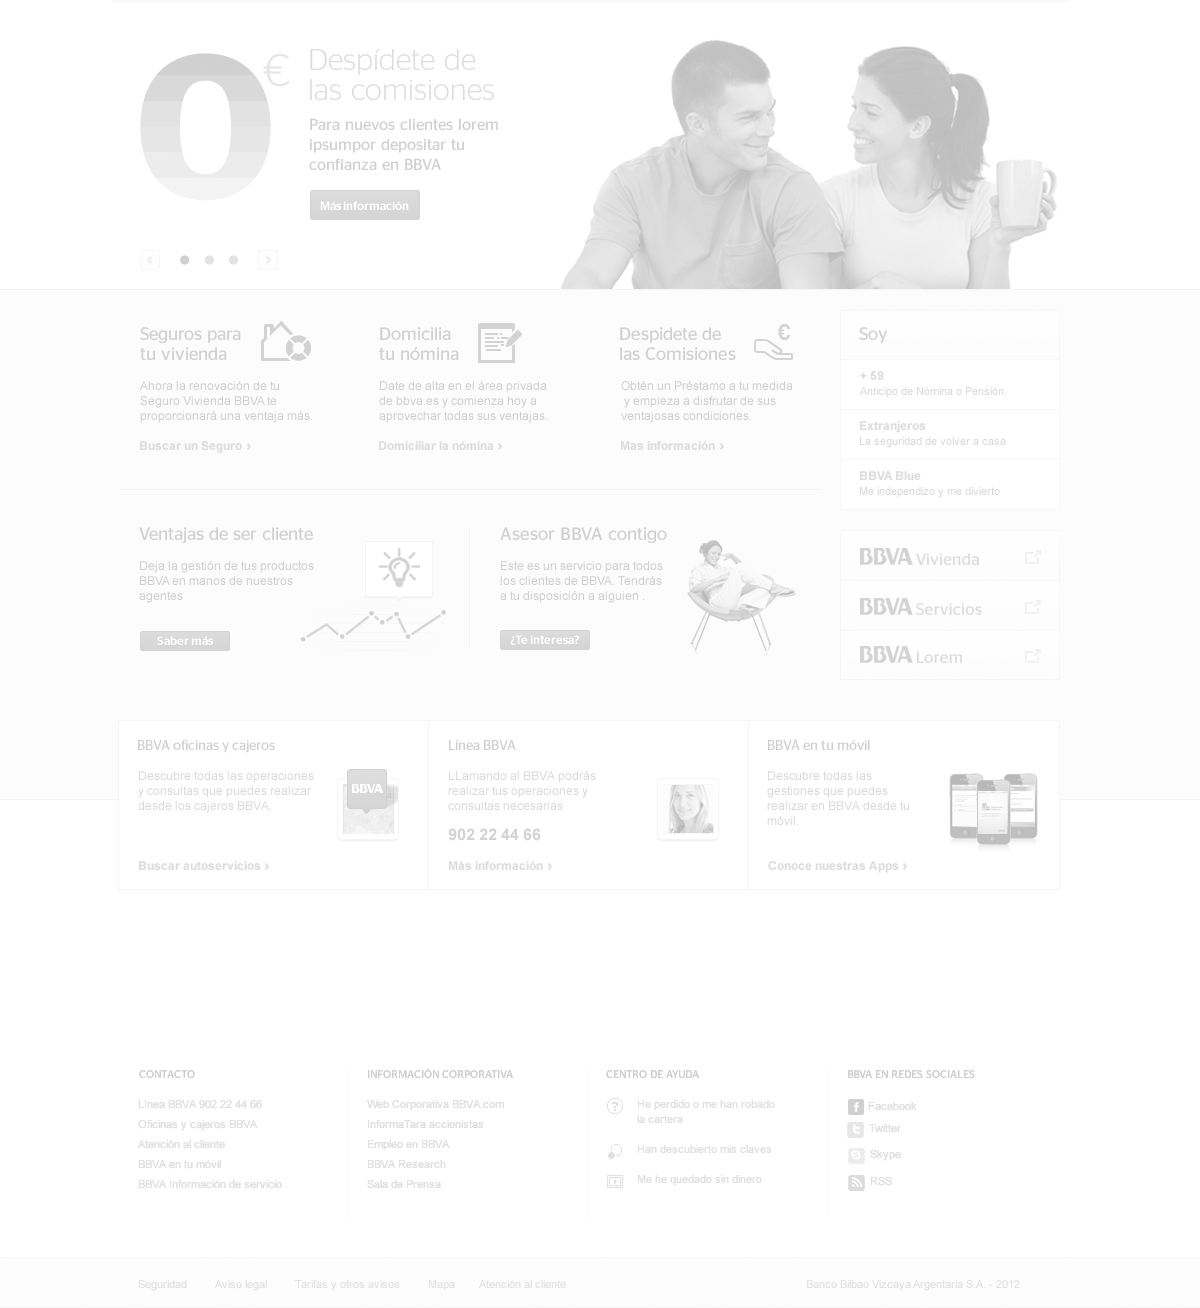 0€
Despídete de
las comisiones
Para nuevos clientes lorem
ipsumpor depositar tu
confianza en BBVA
Más información
Seguros para
tu vivienda
Ahora la renovación de tu
Seguro Vivienda BBVA te
proporcionará una ventaja más.
Buscar un Seguro ›
Domicilia
tu nómina
Date de alta en el área privada
de bbva.es y comienza hoy a
aprovechar todas sus ventajas.
Domiciliar la nómina ›
Despidete de
las Comisiones
€
Obtén un Préstamo a tu medida
y empieza a disfrutar de sus
ventajosas condiciones.
Mas información ›
Soy
+ 59
Anticipo de Nómina o Pensión.
Extranjeros
La seguridad de volver a casa
BBVA Blue
Me independizo y me divierto
Ventajas de ser cliente
Deja la gestión de tus productos
BBVA en manos de nuestros
agentes
Saber más
Asesor BBVA contigo
Este es un servicio para todos
los clientes de BBVA. Tendrás
a tu disposición a alguien .
¿Te interesa?
BBVA Vivienda
BBVA Servicios
BBVA Lorem
BBVA oficinas y cajeros
Descubre todas las operaciones
y consultas que puedes realizar
desde los cajeros BBVA.
BBVA
Buscar autoservicios ›
Línea BBVA
LLamando al BBVA podrás
realizar tus operaciones y
consultas necesarias
902 22 44 66
Más información ›
BBVA en tu móvil
Descubre todas las
gestiones que puedes
realizar en BBVA desde tu
móvil.
Conoce nuestras Apps ›
CONTACTO
Línea BBVA 902 22 44 66
Oficinas y cajeros BBVA
Atención al cliente
BBVA en tu móvil
BBVA Información de servicio
INFORMACIÓN CORPORATIVA
Web Corporativa BBVA.com
InformaTara accionistas
Empleo en BBVA
BBVA Research
Sala de Prensa
CENTRO DE AYUDA
He perdido o me han robado
la cartera
Han descubierto mis claves
Me he quedado sin dinero
BBVA EN REDES SOCIALES
Facebook
Twitter
Skype
RSS
Seguridad Aviso legal Tarifas y otros avisos Mapa Atención al cliente Banco Bilbao Vizcaya Argentaria S.A. - 2012